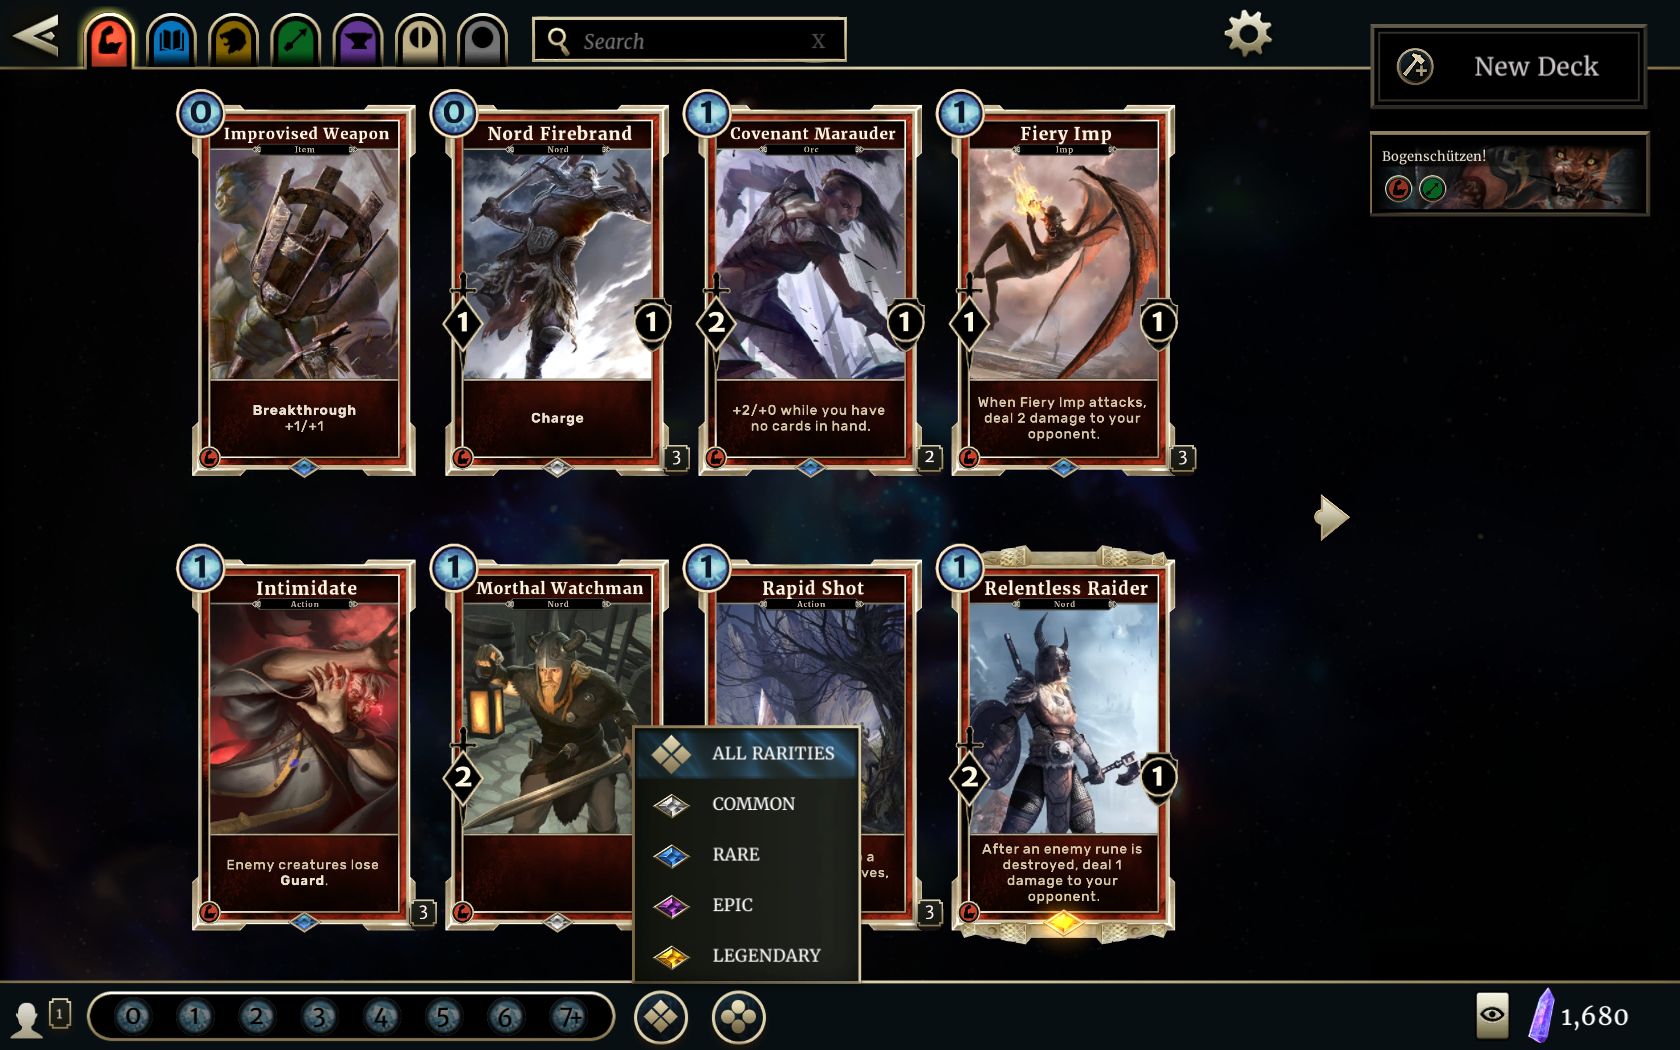 Search X
New Deck
Bogenschützen!
0
Improvised Weapon
Item
Breakthrough
+1/+1
0
Nord Firebrand
Nord
1
1
Charge
3
1
Covenant Marauder
Orc
2
1
+2/+0 while you have
no cards in hand.
2
1
Fiery Imp
Imp
1
1
When Fiery Imp attacks,
deal 2 damage to your
opponent.
3
1
Intimidate
Action
Enemy creatures lose
Guard.
3
1
Morthal Watchman
Nord
2
1
Rapid Shot
Action
a
ves,
3
1
Relentless Raider
Nord
2
1
After an enemy rune is
destroyed, deal 1
damage to your
opponent.
ALL RARITIES
COMMON
RARE
EPIC
LEGENDARY
1
0 1 2 3 4 5 6 7+
1,680